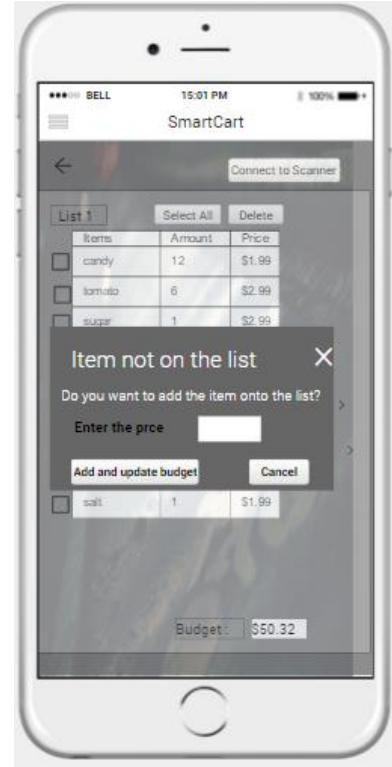 BELL 15:01 PM 100%
SmartCart
Connect to Scanner
List 1 Select All Delete
Items Amount Price
candy 12 $1.99
tomato 6 $2.99
sugar 1 $2.99
Item not on the list X
Do you want to add the item onto the list?
Enter the prce
Add and update budget Cancel
salt 1 $1.99
Budget: $50.32